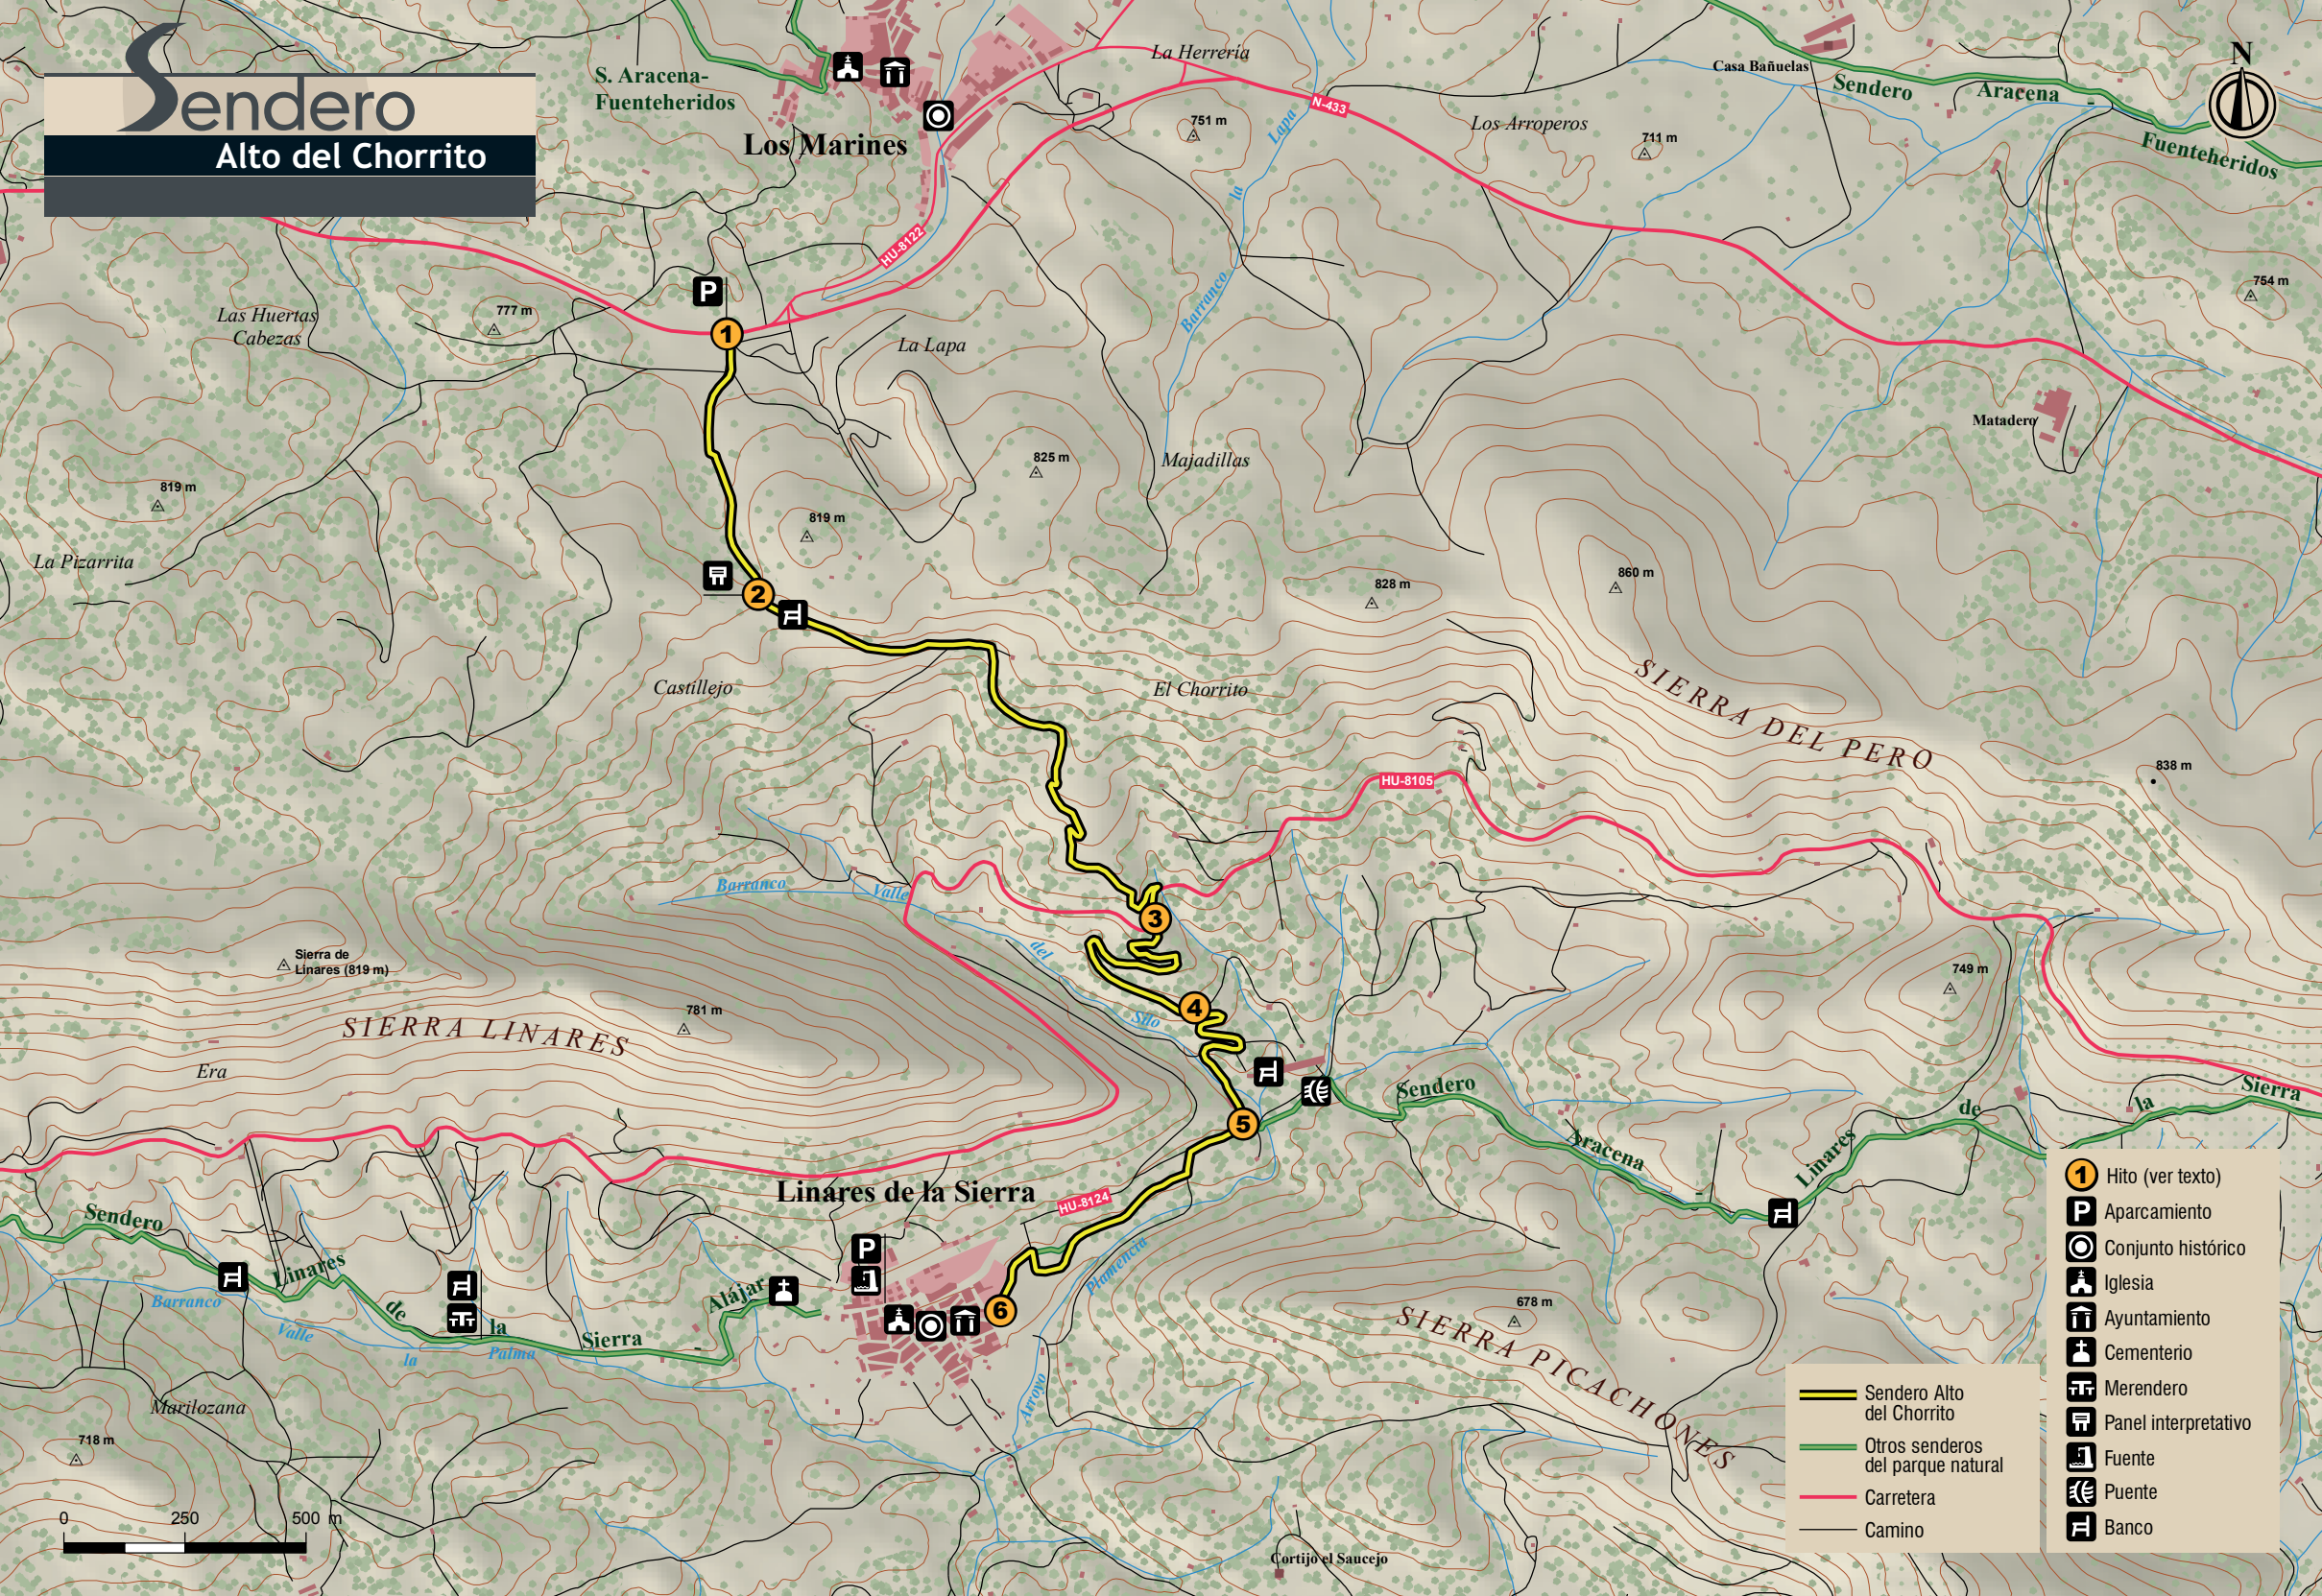 Sendero
Alto del Chorrito
S. Aracena-
Fuenteheridos
Los Marines
La Herrería
N-433
Los Arroperos
Casa Bañuelas
Sendero Aracena - Fuenteheridos
N
751 m
711 m
754 m
Barranco la Lapa
HU-8122
P
1
777 m
Las Huertas
Cabezas
La Lapa
Matadero
825 m
Majadillas
819 m
819 m
La Pizarrita
2
828 m
860 m
Castillejo
El Chorrito
SIERRA DEL PERO
838 m
HU-8105
Barranco Valle del Silo
3
Sierra de
Linares (819 m)
749 m
781 m
4
SIERRA LINARES
Era
5
Sendero Aracena - Linares de la Sierra
Linares de la Sierra
HU-8124
Sendero Linares de la Sierra - Alájar
P
Barranco Valle la Palma
Arroyo Plamencia
6
678 m
SIERRA PICACHONES
Marilozana
718 m
Cortijo el Saucejo
0 250 500 m
Sendero Alto
del Chorrito
Otros senderos
del parque natural
Carretera
Camino
1 Hito (ver texto)
P Aparcamiento
Conjunto histórico
Iglesia
Ayuntamiento
Cementerio
Merendero
Panel interpretativo
Fuente
Puente
Banco